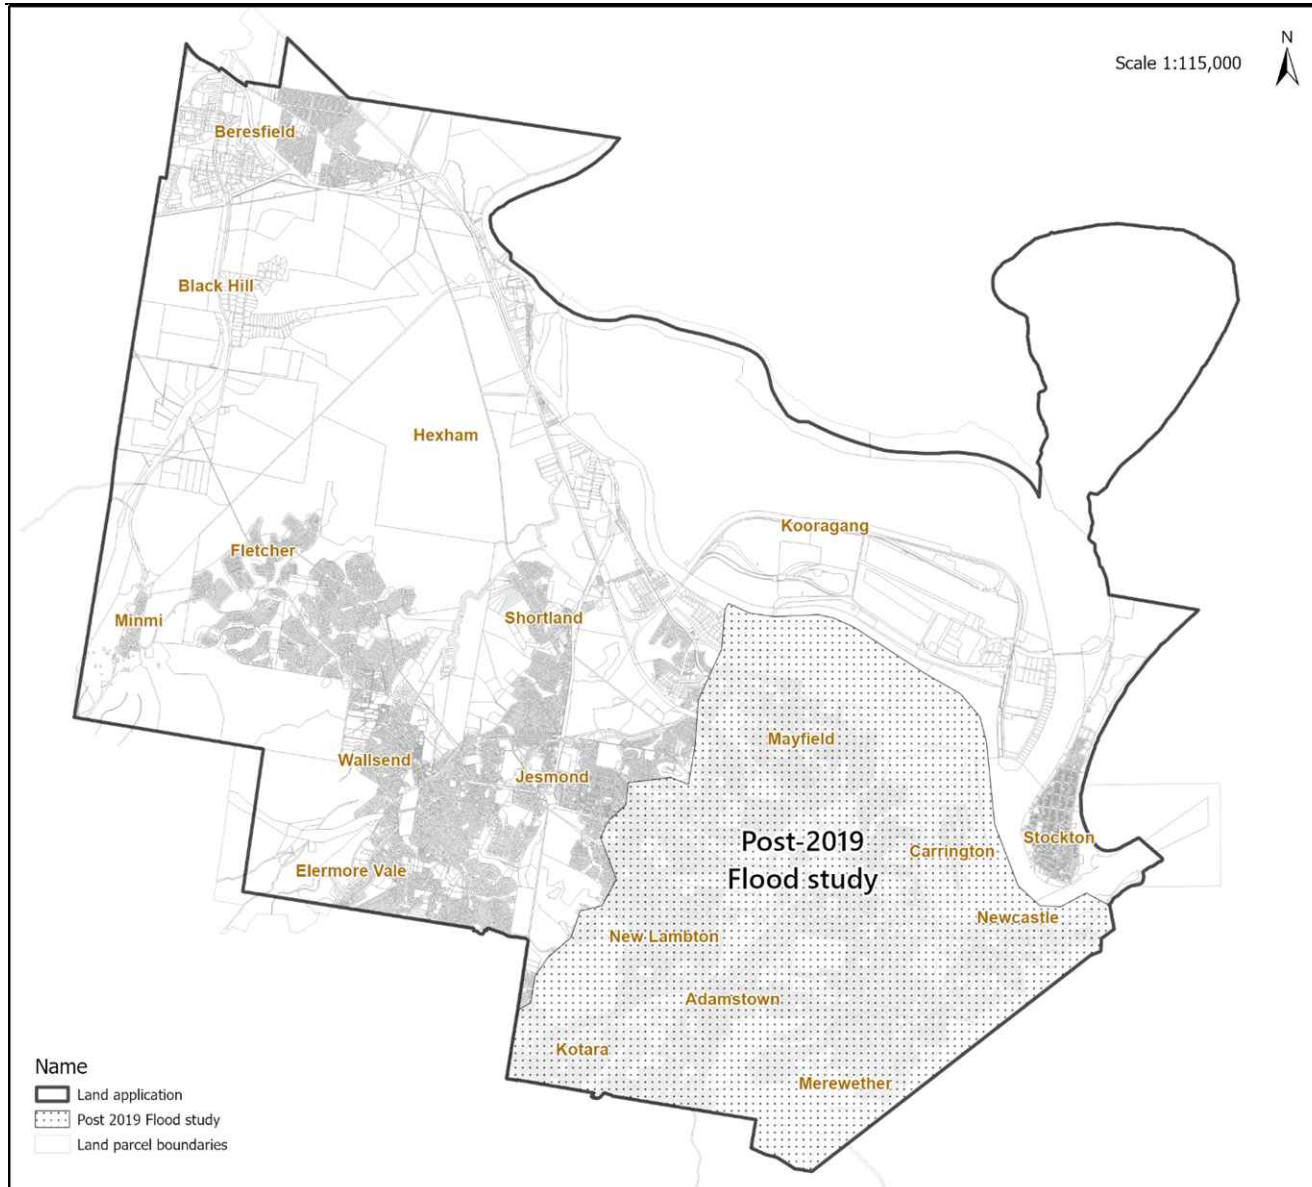 N
Scale 1:115,000
Beresfield
Black Hill
Hexham
Kooragang
Fletcher
Minmi
Shortland
Mayfield
Wallsend
Jesmond
Post-2019
Flood study
Carrington
Stockton
Elermore Vale
Newcastle
New Lambton
Adamstown
Kotara
Merewether
Name
Land application
Post 2019 Flood study
Land parcel boundaries